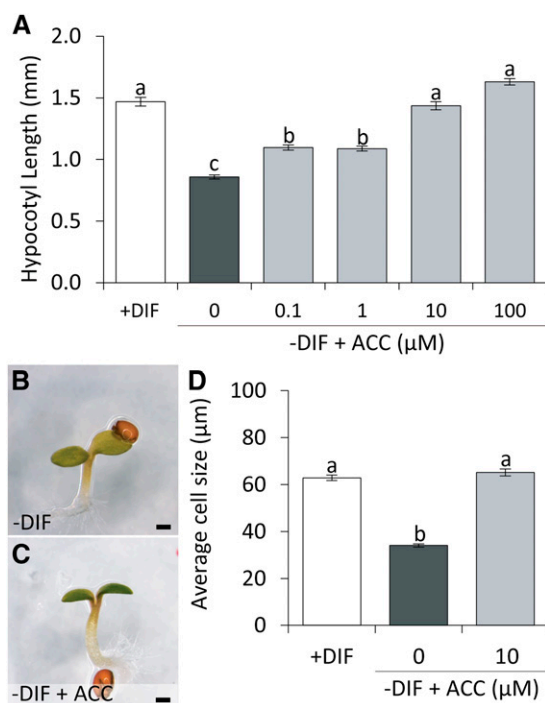 A
Hypocotyl Length (mm)
2.0
1.5
1.0
0.5
0.0
a
c
b
b
a
a
+DIF
0
0.1
1
10
100
-DIF + ACC (µM)
B
-DIF
C
-DIF + ACC
D
Average cell size (µm)
100
80
60
40
20
0
a
b
a
+DIF
0
10
-DIF + ACC (µM)